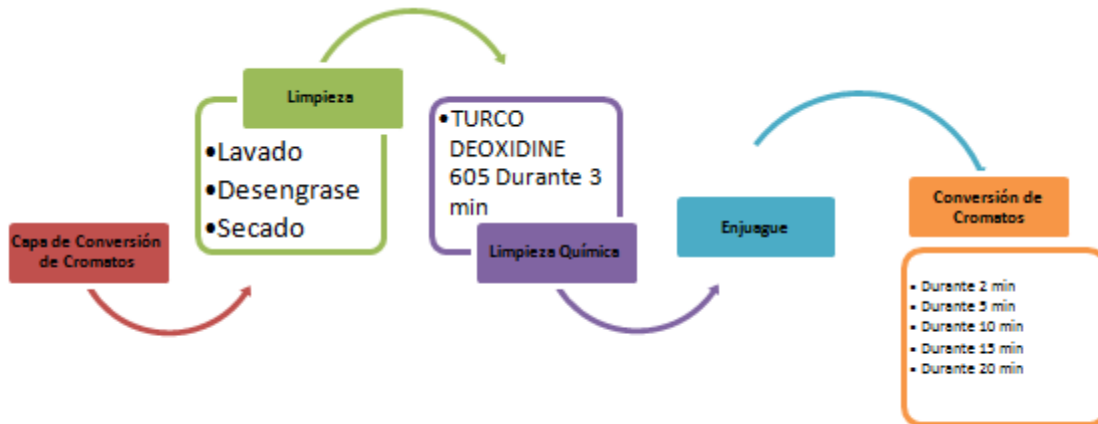 Capa de Conversión
de Cromatos
Limpieza
•Lavado
•Desengrase
•Secado
•TURCO
DEOXIDINE
605 Durante 3
min
Limpieza Química
Enjuague
Conversión de
Cromatos
• Durante 2 min
• Durante 5 min
• Durante 10 min
• Durante 15 min
• Durante 20 min